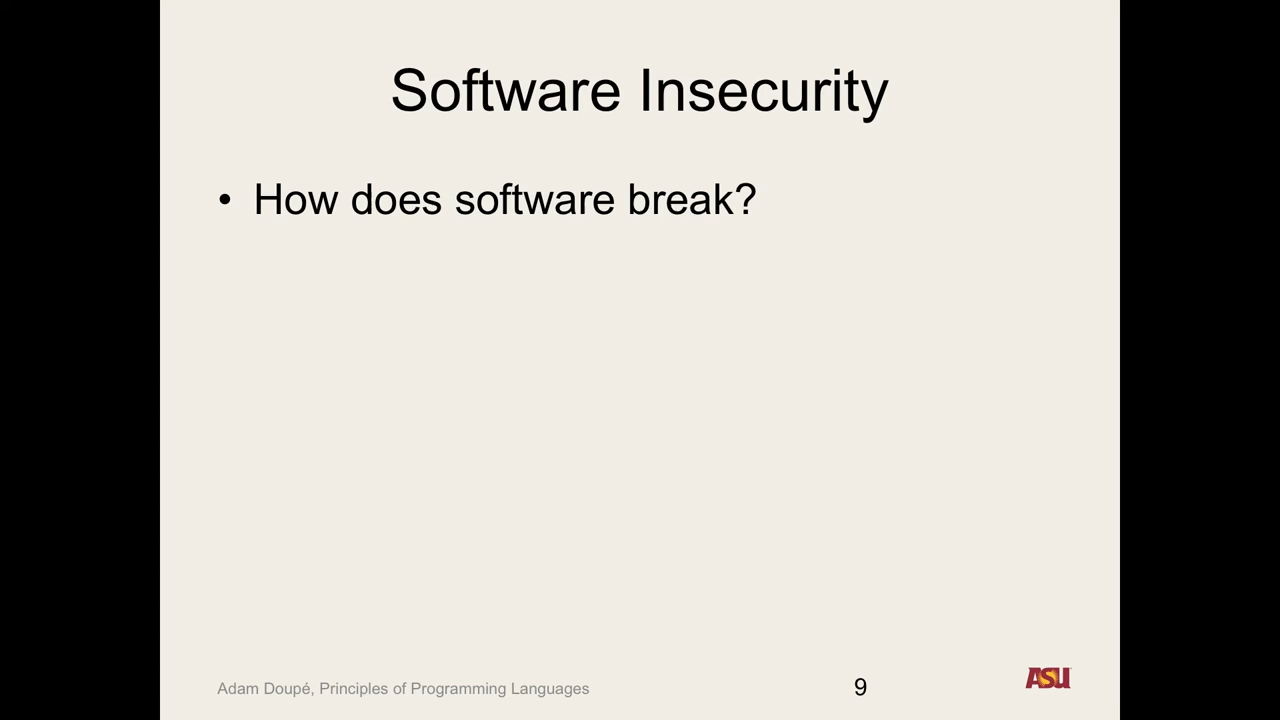 Software Insecurity
• How does software break?
Adam Doupé, Principles of Programming Languages
9
ASU